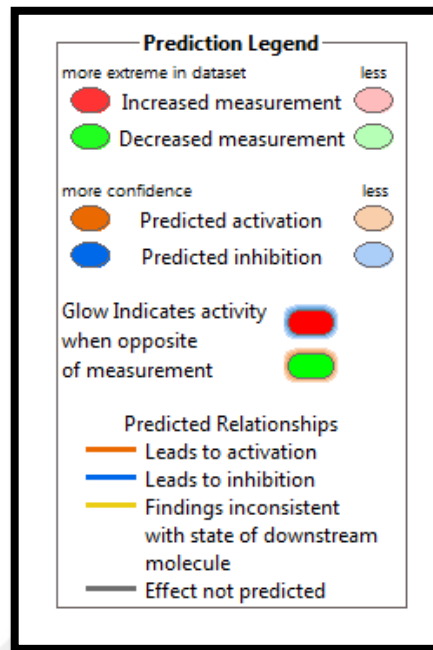 Prediction Legend
more extreme in dataset less
Increased measurement
Decreased measurement
more confidence less
Predicted activation
Predicted inhibition
Glow Indicates activity
when opposite
of measurement
Predicted Relationships
Leads to activation
Leads to inhibition
Findings inconsistent
with state of downstream
molecule
Effect not predicted